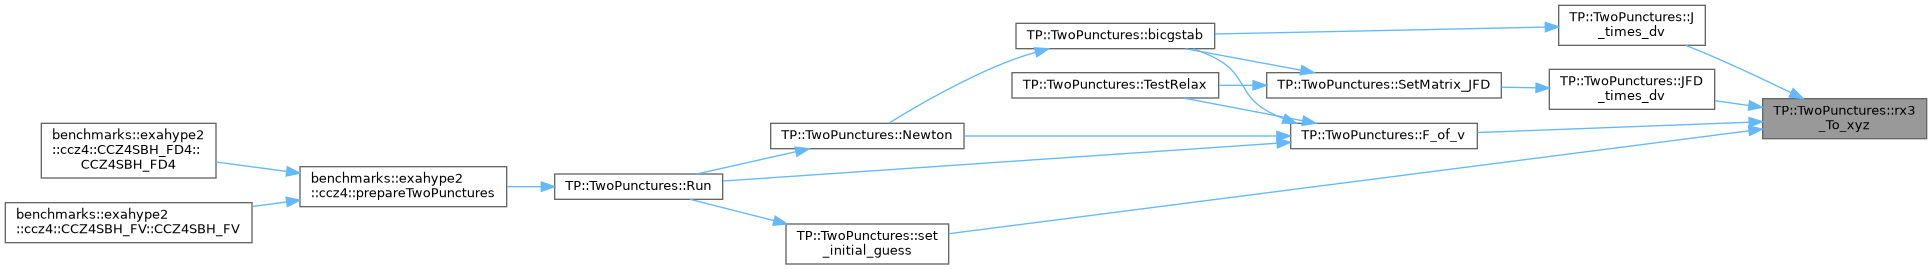 benchmarks::exahype2
::ccz4::CCZ4SBH_FD4::
CCZ4SBH_FD4
benchmarks::exahype2
::ccz4::CCZ4SBH_FV::CCZ4SBH_FV
benchmarks::exahype2
::ccz4::prepareTwoPunctures
TP::TwoPunctures::Run
TP::TwoPunctures::Newton
TP::TwoPunctures::set
_initial_guess
TP::TwoPunctures::bicgstab
TP::TwoPunctures::TestRelax
TP::TwoPunctures::SetMatrix_JFD
TP::TwoPunctures::F_of_v
TP::TwoPunctures::J
_times_dv
TP::TwoPunctures::JFD
_times_dv
TP::TwoPunctures::rx3
_To_xyz